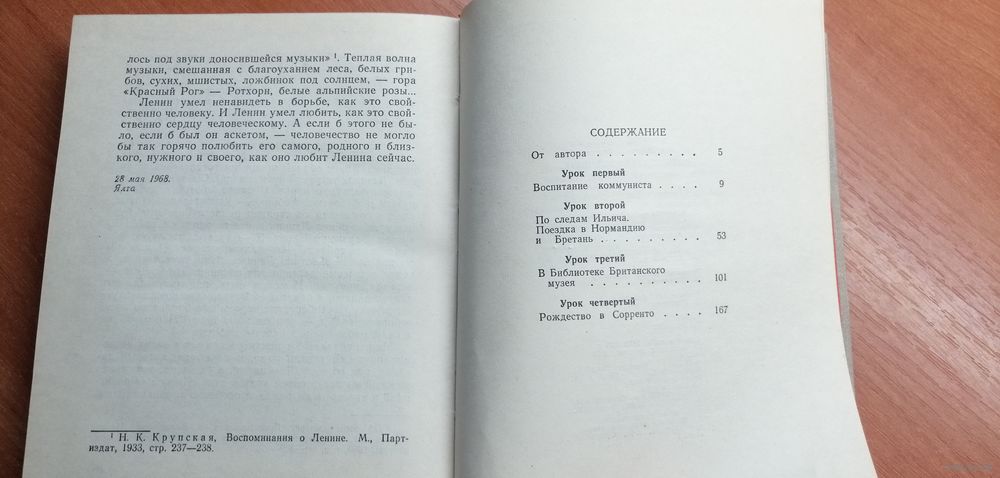 лось под звуки доносившейся музыки» ¹. Теплая волна
музыки, смешанная с благоуханием леса, белых гри-
бов, сухих, мшистых, ложбинок под солнцем, — гора
«Красный Рог» — Ротхорн, белые альпийские розы...
Ленин умел ненавидеть в борьбе, как это свой-
ственно человеку. И Ленин умел любить, как это свой-
ственно сердцу человеческому. А если б этого не бы-
ло, если б был он аскетом, — человечество не могло
бы так горячо полюбить его самого, родного и близ-
кого, нужного и своего, как оно любит Ленина сейчас.
28 мая 1968.
Ялта
¹ Н. К. Крупская, Воспоминания о Ленине. М., Парт-
издат, 1933, стр. 237—238.
СОДЕРЖАНИЕ
От автора . . . . . . . . . 5
Урок первый
Воспитание коммуниста . . . . 9
Урок второй
По следам Ильича.
Поездка в Нормандию
и Бретань . . . . . . . . . 53
Урок третий
В Библиотеке Британского
музея . . . . . . . . . . 101
Урок четвертый
Рождество в Сорренто . . . . 167